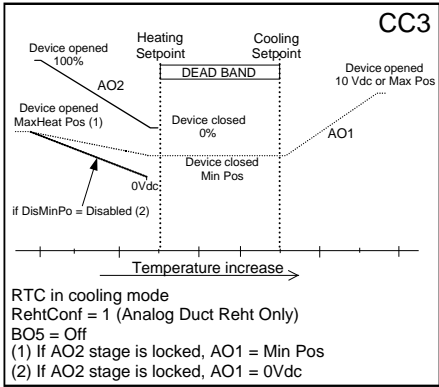 CC3
Heating
Setpoint
Cooling
Setpoint
Device opened
100%
AO2
DEAD BAND
Device opened
10 Vdc or Max Pos
Device opened
MaxHeat Pos (1)
Device closed
0%
AO1
Device closed
Min Pos
0Vdc
if DisMinPo = Disabled (2)
Temperature increase
RTC in cooling mode
RehtConf = 1 (Analog Duct Reht Only)
BO5 = Off
(1) If AO2 stage is locked, AO1 = Min Pos
(2) If AO2 stage is locked, AO1 = 0Vdc